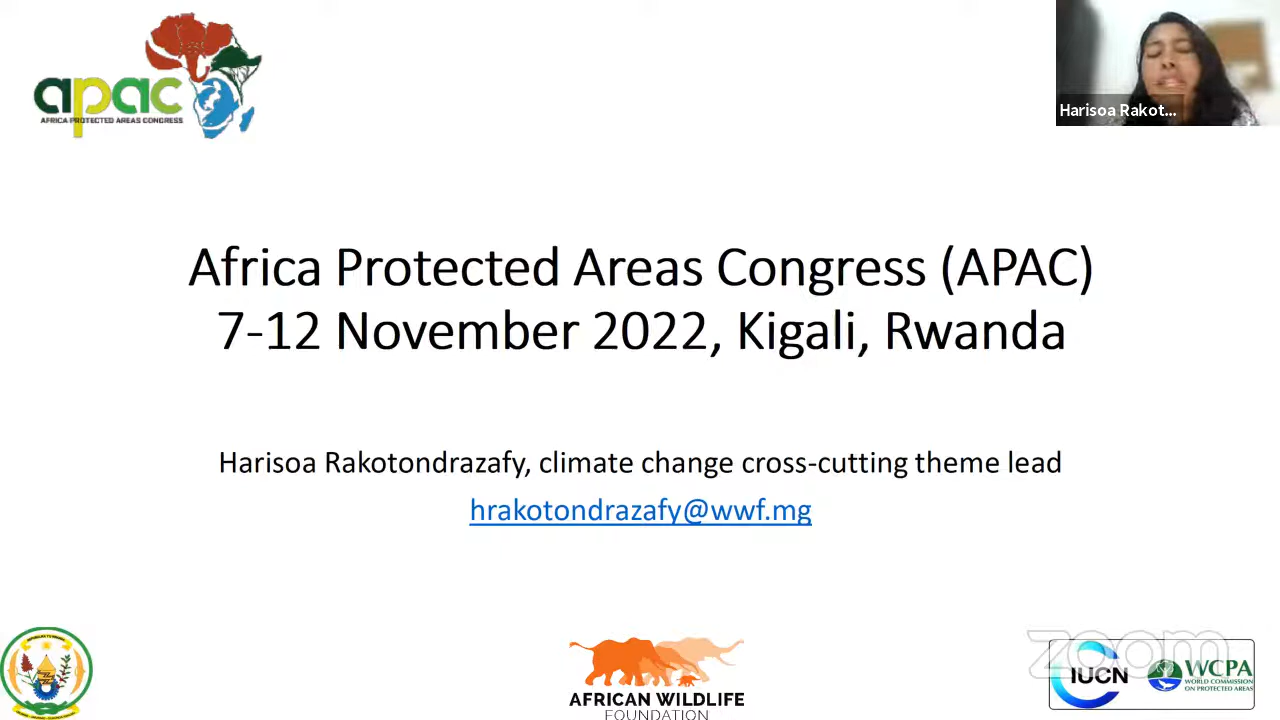 apac
AFRICA PROTECTED AREAS CONGRESS
Harisoa Rakot...
Africa Protected Areas Congress (APAC)
7-12 November 2022, Kigali, Rwanda
Harisoa Rakotondrazafy, climate change cross-cutting theme lead
hrakotondrazafy@wwf.mg
AFRICAN WILDLIFE
FOUNDATION
zoom
IUCN
WCPA
WORLD COMMISSION
ON PROTECTED AREAS